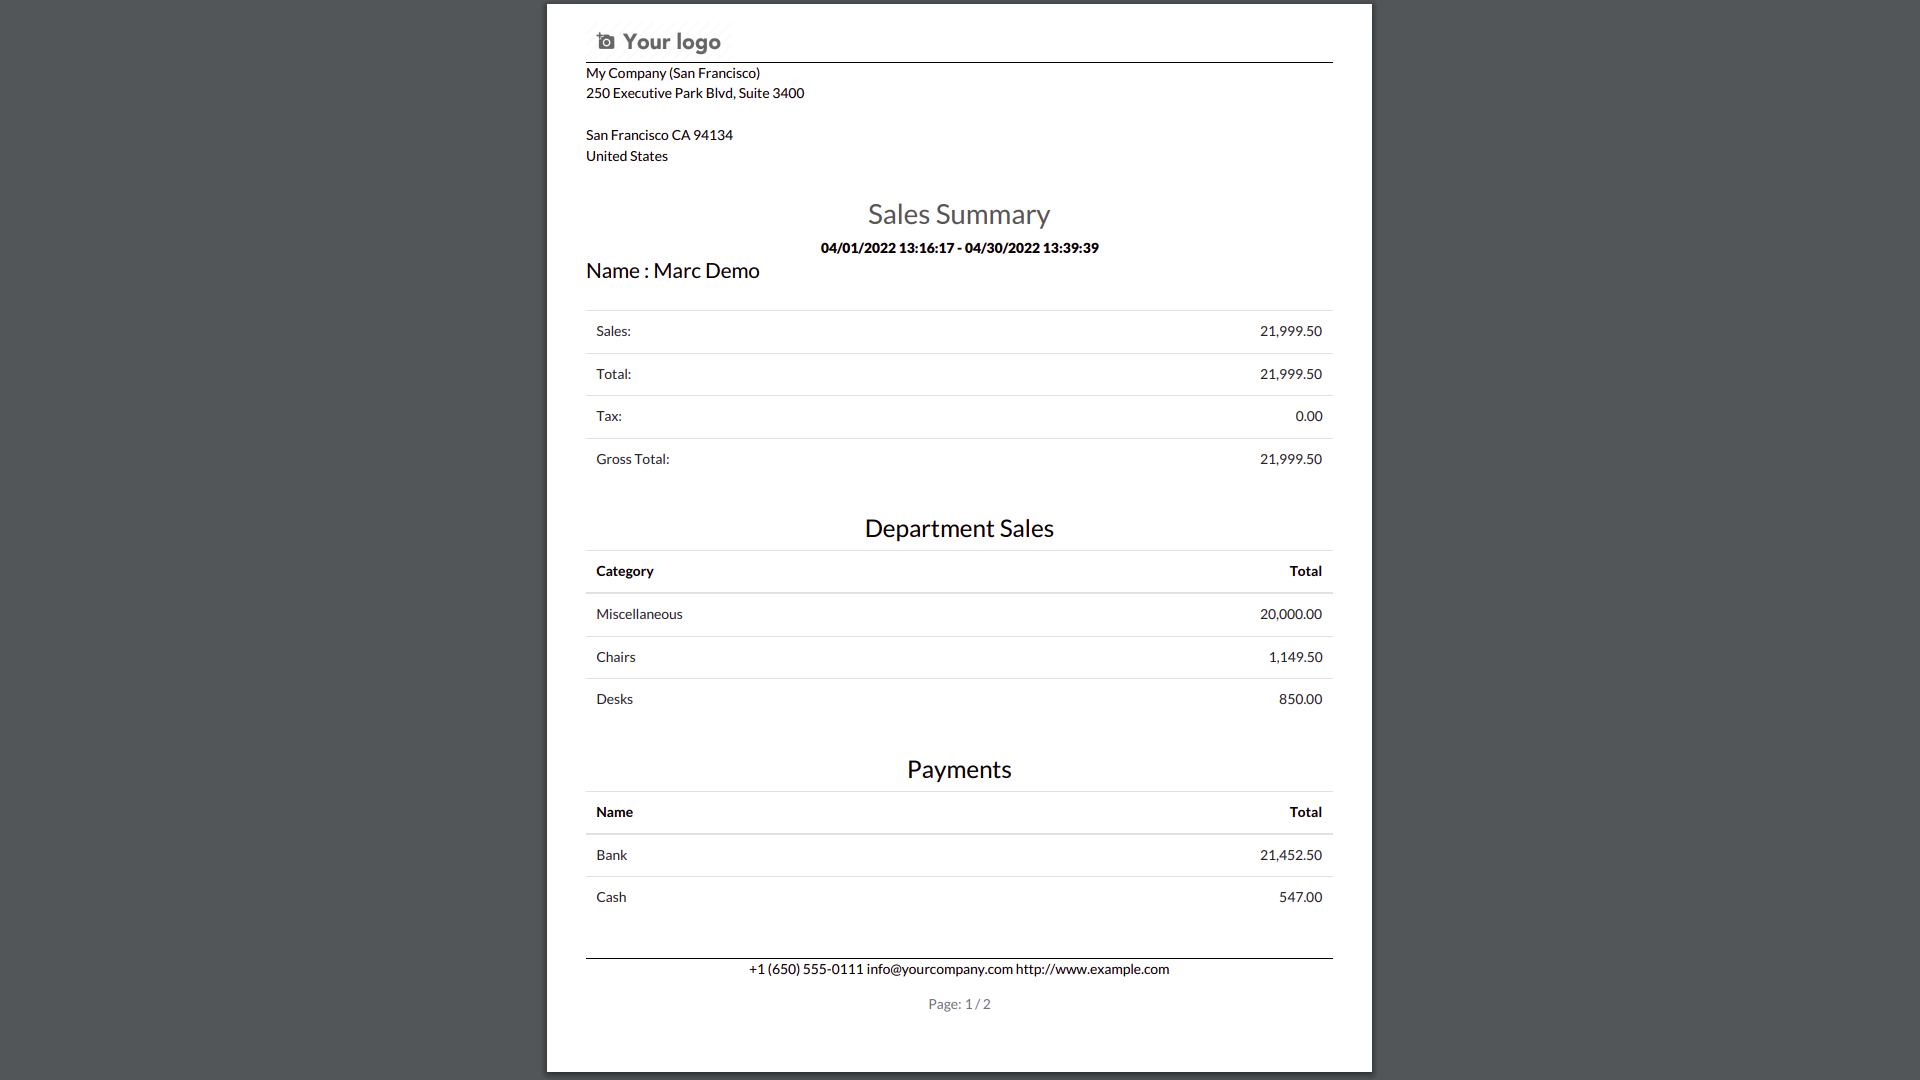 Your logo
My Company (San Francisco)
250 Executive Park Blvd, Suite 3400
San Francisco CA 94134
United States
Sales Summary
04/01/2022 13:16:17 - 04/30/2022 13:39:39
Name : Marc Demo
Sales: 21,999.50
Total: 21,999.50
Tax: 0.00
Gross Total: 21,999.50
Department Sales
Category Total
Miscellaneous 20,000.00
Chairs 1,149.50
Desks 850.00
Payments
Name Total
Bank 21,452.50
Cash 547.00
+1 (650) 555-0111 info@yourcompany.com http://www.example.com
Page: 1 / 2